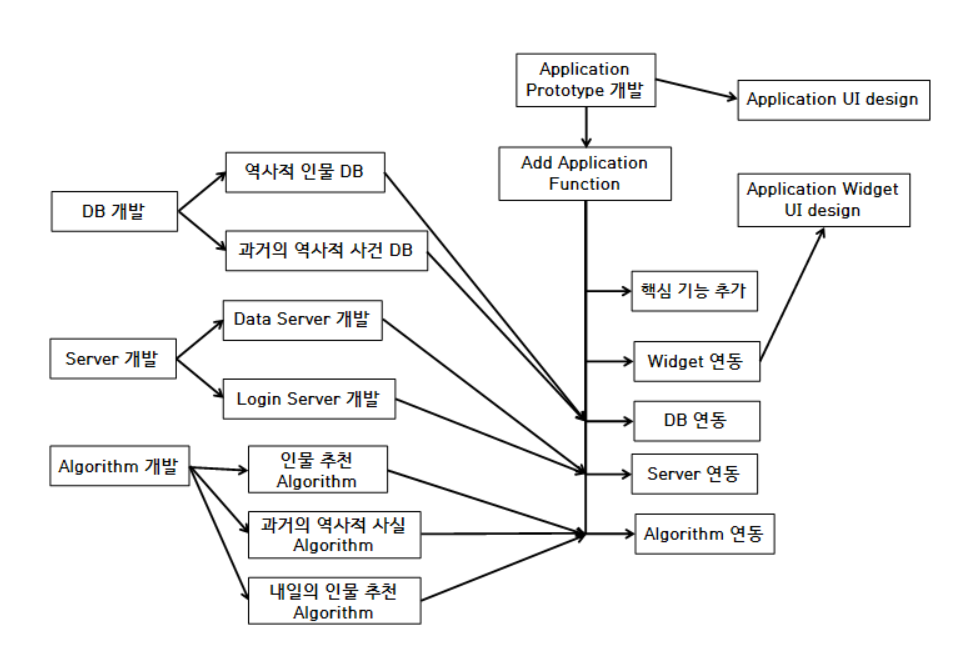 Application
Prototype 개발
Application UI design
Add Application
Function
역사적 인물 DB
DB 개발
과거의 역사적 사건 DB
Application Widget
UI design
핵심 기능 추가
Data Server 개발
Server 개발
Login Server 개발
Widget 연동
DB 연동
Algorithm 개발
인물 추천
Algorithm
Server 연동
과거의 역사적 사실
Algorithm
Algorithm 연동
내일의 인물 추천
Algorithm